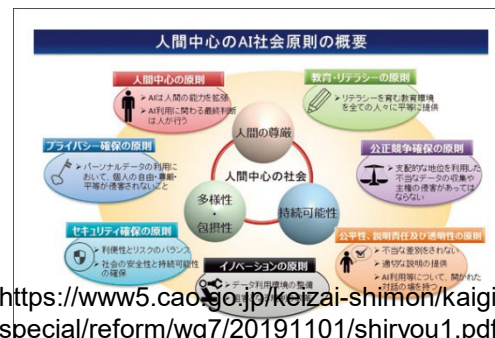 人間中心のAI社会原則の概要
人間中心の原則
➢ AIは人間の能力を拡張
➢ AI利用に関わる最終判断
は人が行う
教育・リテラシーの原則
➢ リテラシーを育む教育環境
を全ての人々に平等に提供
プライバシー確保の原則
➢ パーソナルデータの利用に
おいて、個人の自由・尊厳・
平等が侵害されないこと
人間の尊厳
人間中心の社会
多様性・
包摂性
持続可能性
公正競争確保の原則
➢ 支配的な地位を利用した
不当なデータの収集や
主権の侵害があっては
ならない
セキュリティ確保の原則
➢ 利便性とリスクのバランス
➢ 社会の安全性と持続可能性
の確保
イノベーションの原則
➢ データ利用環境の整備
公平性、説明責任及び透明性の原則
➢ 不当な差別をされない
➢ 適切な説明の提供
➢ AI利用等について、開かれた
対話の場を持つ
https://www5.cao.go.jp/keizai-shimon/kaigi
special/reform/wg7/20191101/shiryou1.pdf